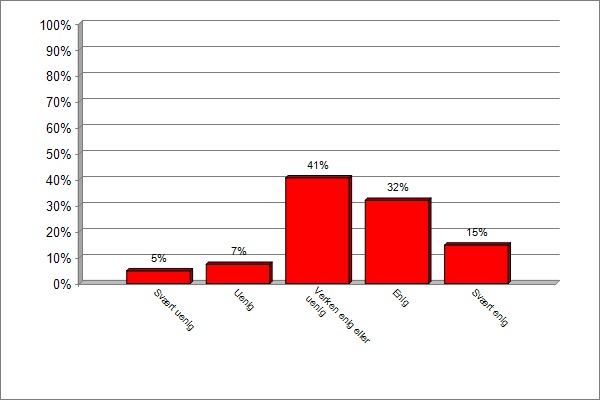 100%
90%
80%
70%
60%
50%
40%
30%
20%
10%
0%
5%
7%
41%
32%
15%
Svært uenig
Uenig
Verken enig eller
uenig
Enig
Svært enig